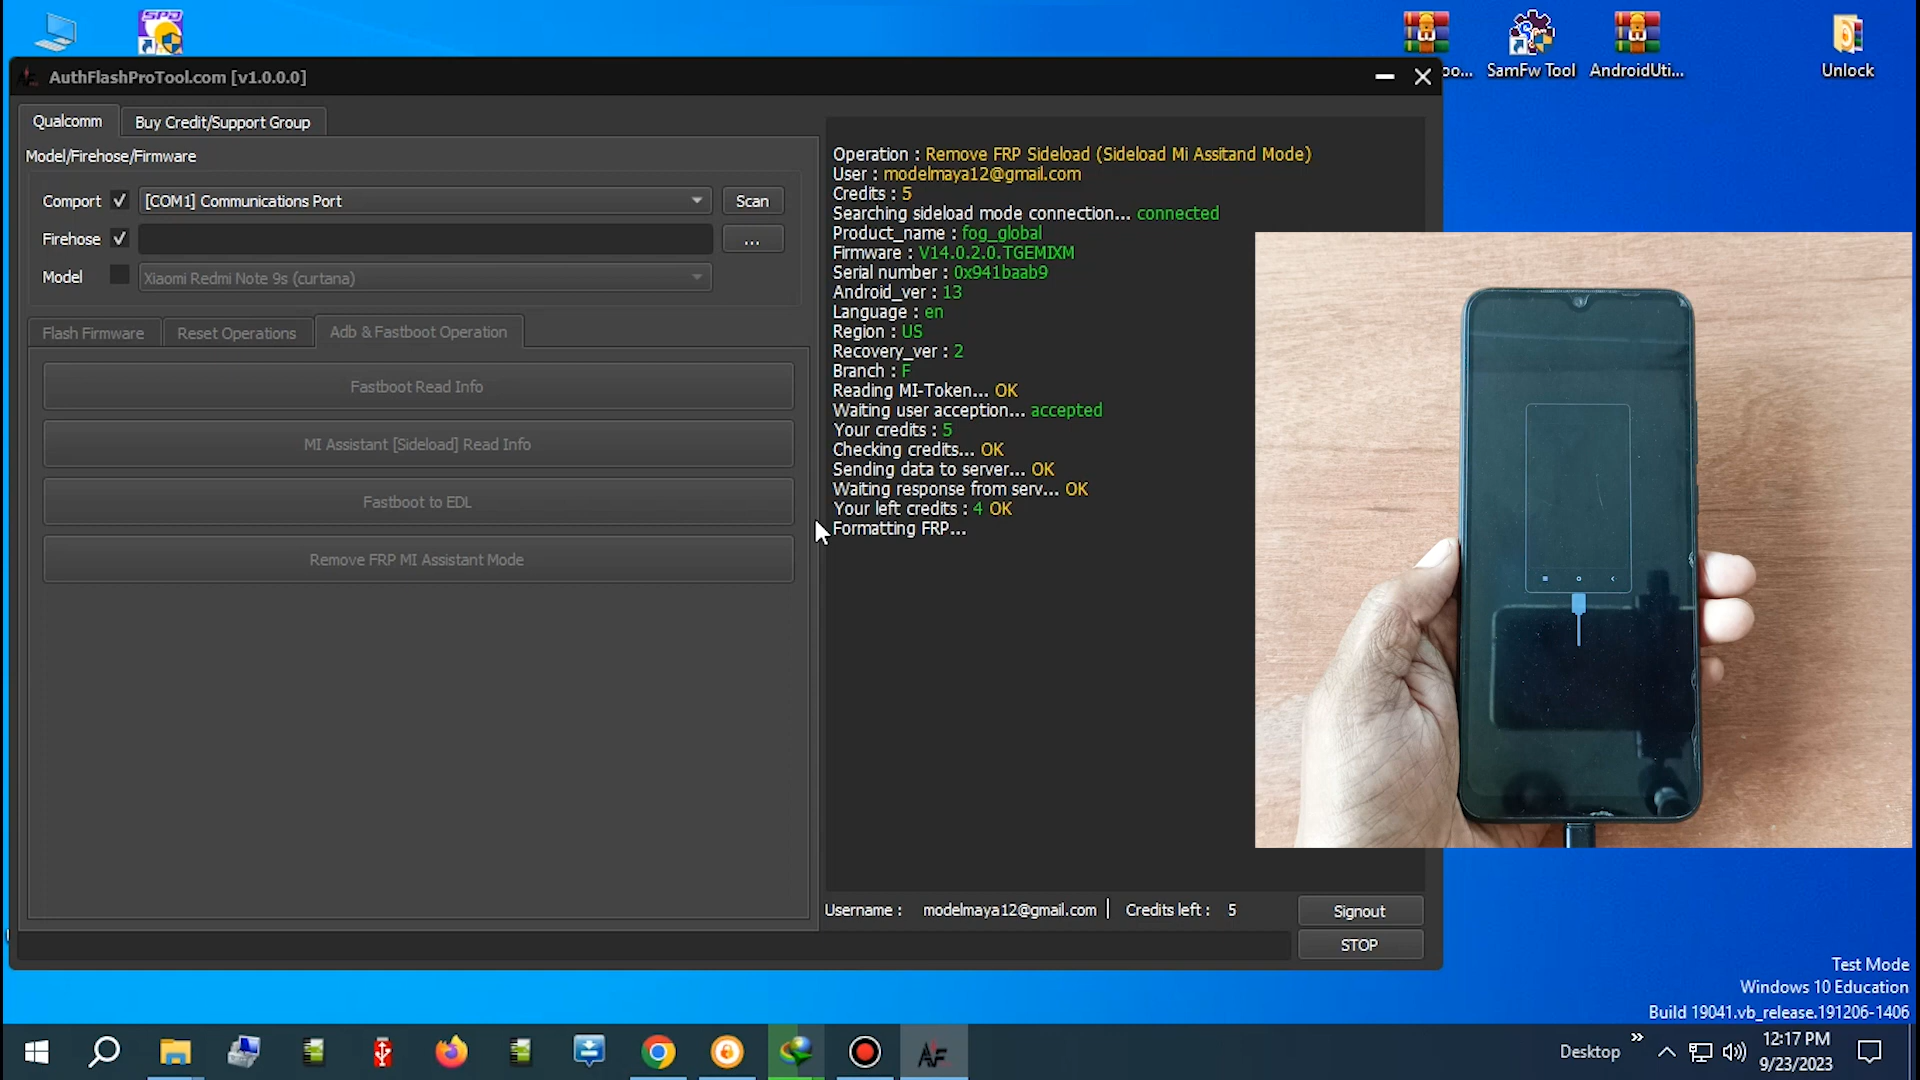 SPD
oo...
SamFw Tool
AndroidUti...
Unlock
AuthFlashProTool.com [v1.0.0.0]
Qualcomm
Buy Credit/Support Group
Model/Firehose/Firmware
Comport
[COM1] Communications Port
Scan
Firehose
...
Model
Xiaomi Redmi Note 9s (curtana)
Flash Firmware
Reset Operations
Adb & Fastboot Operation
Fastboot Read Info
MI Assistant [Sideload] Read Info
Fastboot to EDL
Remove FRP MI Assistant Mode
Operation : Remove FRP Sideload (Sideload Mi Assitand Mode)
User : modelmaya12@gmail.com
Credits : 5
Searching sideload mode connection... connected
Product_name : fog_global
Firmware : V14.0.2.0.TGEMIXM
Serial number : 0x941baab9
Android_ver : 13
Language : en
Region : US
Recovery_ver : 2
Branch : F
Reading MI-Token... OK
Waiting user acception... accepted
Your credits : 5
Checking credits... OK
Sending data to server... OK
Waiting response from serv... OK
Your left credits : 4 OK
Formatting FRP...
Username : modelmaya12@gmail.com | Credits left : 5
Signout
STOP
Test Mode
Windows 10 Education
Build 19041.vb_release.191206-1406
AF
Desktop
12:17 PM
9/23/2023